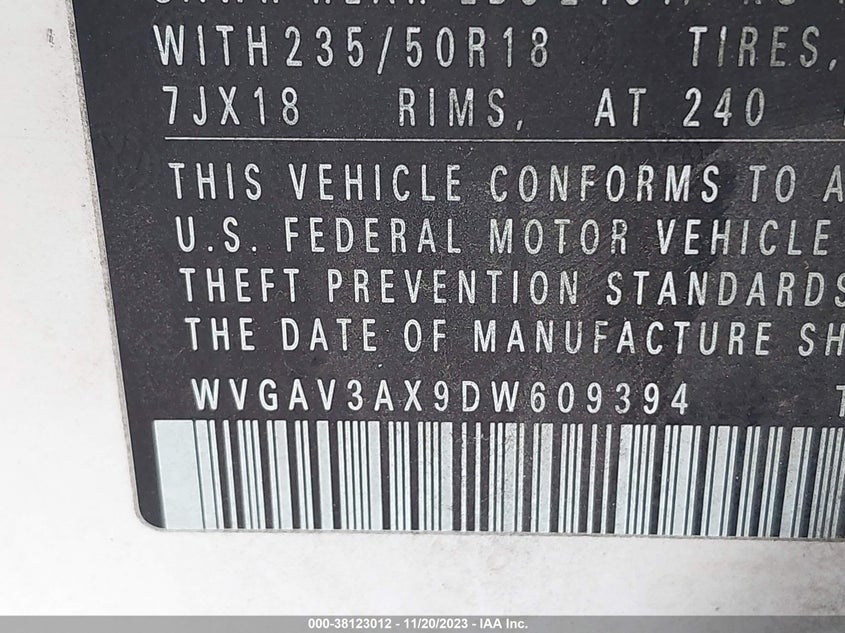 WITH235/50R18 TIRES,
7JX18 RIMS, AT 240
THIS VEHICLE CONFORMS TO A
U.S. FEDERAL MOTOR VEHICLE
THEFT PREVENTION STANDARDS
THE DATE OF MANUFACTURE SH
WVGAV3AX9DW609394 T
000-38123012 - 11/20/2023 - IAA Inc.